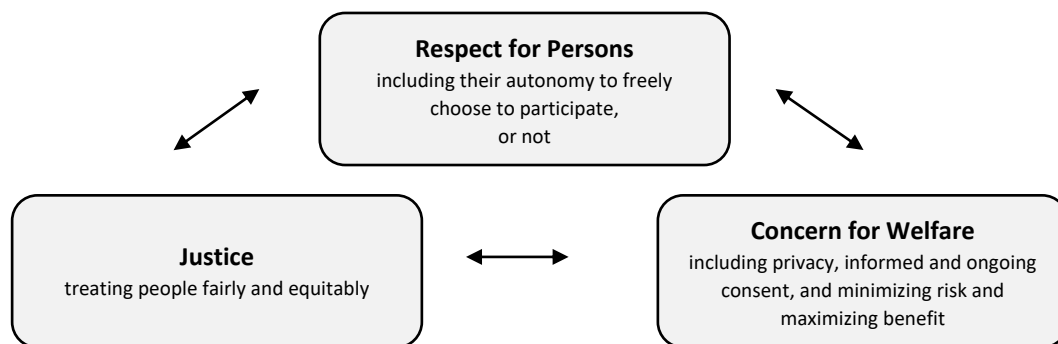 Respect for Persons
including their autonomy to freely
choose to participate,
or not
Justice
treating people fairly and equitably
Concern for Welfare
including privacy, informed and ongoing
consent, and minimizing risk and
maximizing benefit